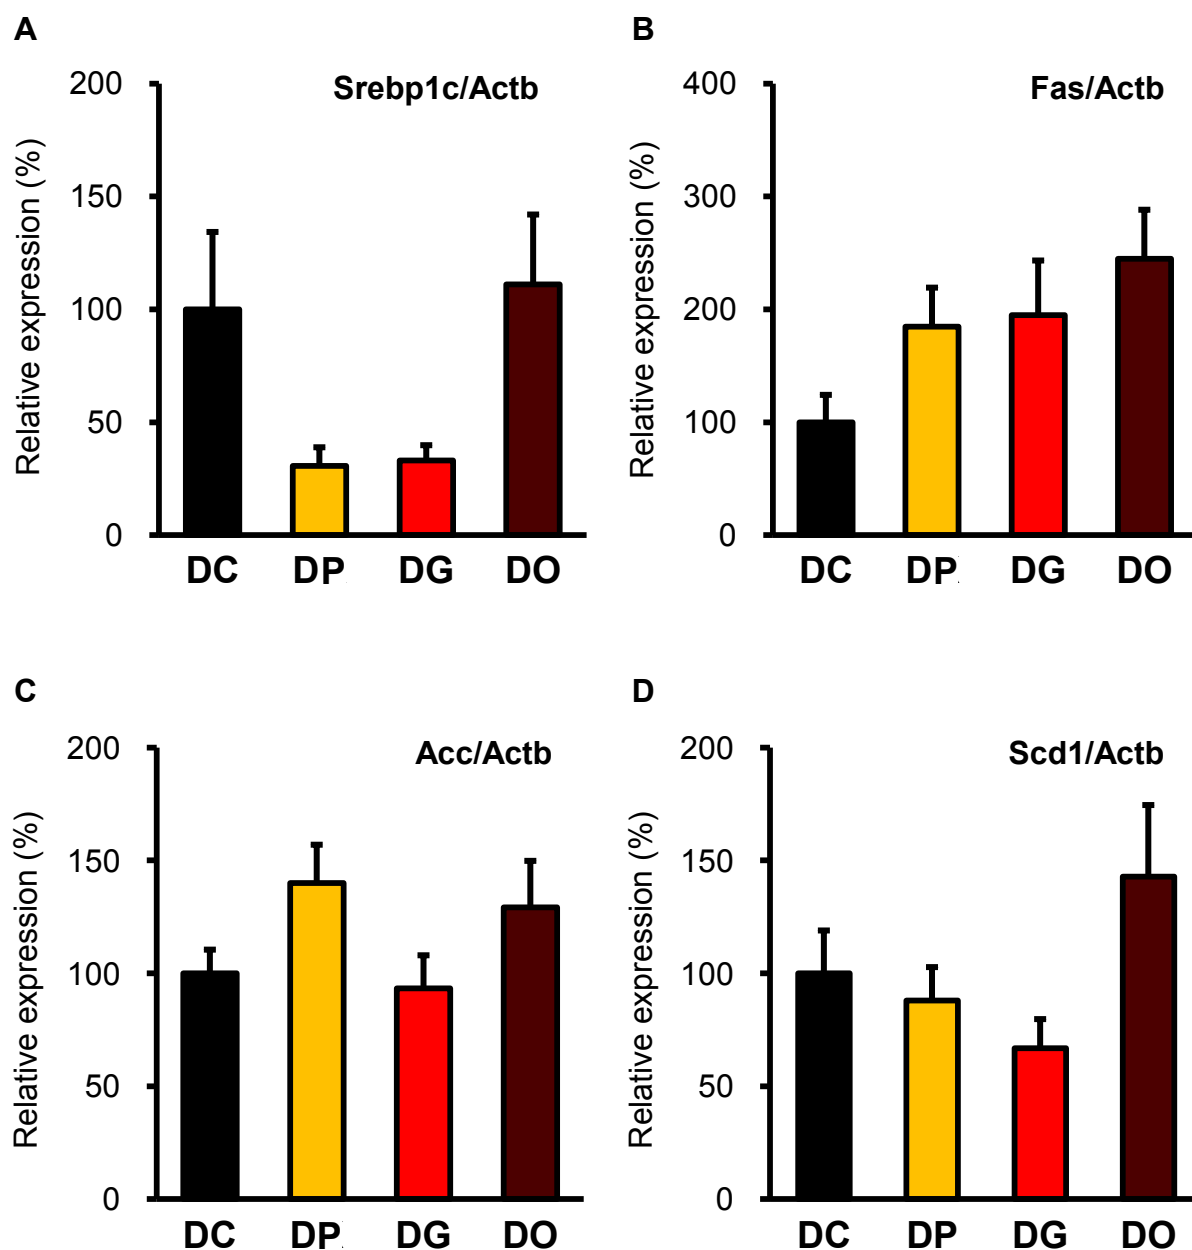 A
Srebp1c/Actb
Relative expression (%)
200
150
100
50
0
DC DP DG DO
B
Fas/Actb
Relative expression (%)
400
300
200
100
0
DC DP DG DO
C
Acc/Actb
Relative expression (%)
200
150
100
50
0
DC DP DG DO
D
Scd1/Actb
Relative expression (%)
200
150
100
50
0
DC DP DG DO